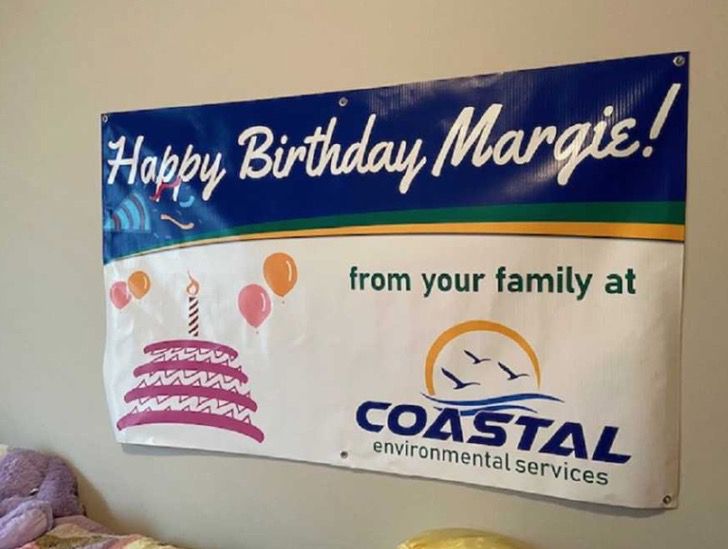 Happy Birthday Margie!
from your family at
COASTAL
environmental services